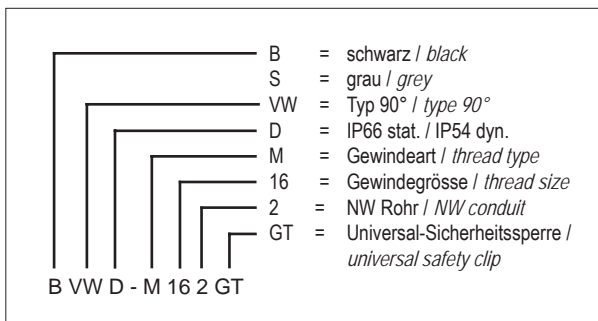 B = schwarz / black
S = grau / grey
VW = Typ 90° / type 90°
D = IP66 stat. / IP54 dyn.
M = Gewindeart / thread type
16 = Gewindegrösse / thread size
2 = NW Rohr / NW conduit
GT = Universal-Sicherheitssperre /
universal safety clip
B VW D - M 16 2 GT